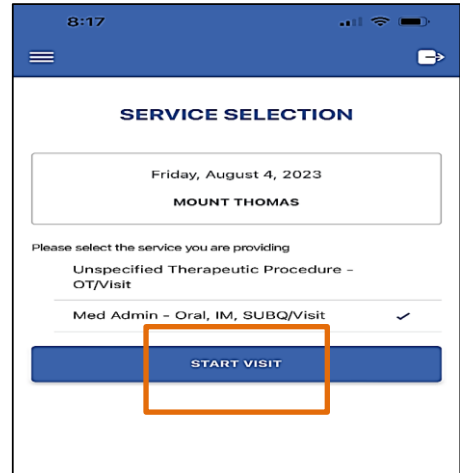 8:17
SERVICE SELECTION
Friday, August 4, 2023
MOUNT THOMAS
Please select the service you are providing
Unspecified Therapeutic Procedure –
OT/Visit
Med Admin – Oral, IM, SUBQ/Visit
START VISIT